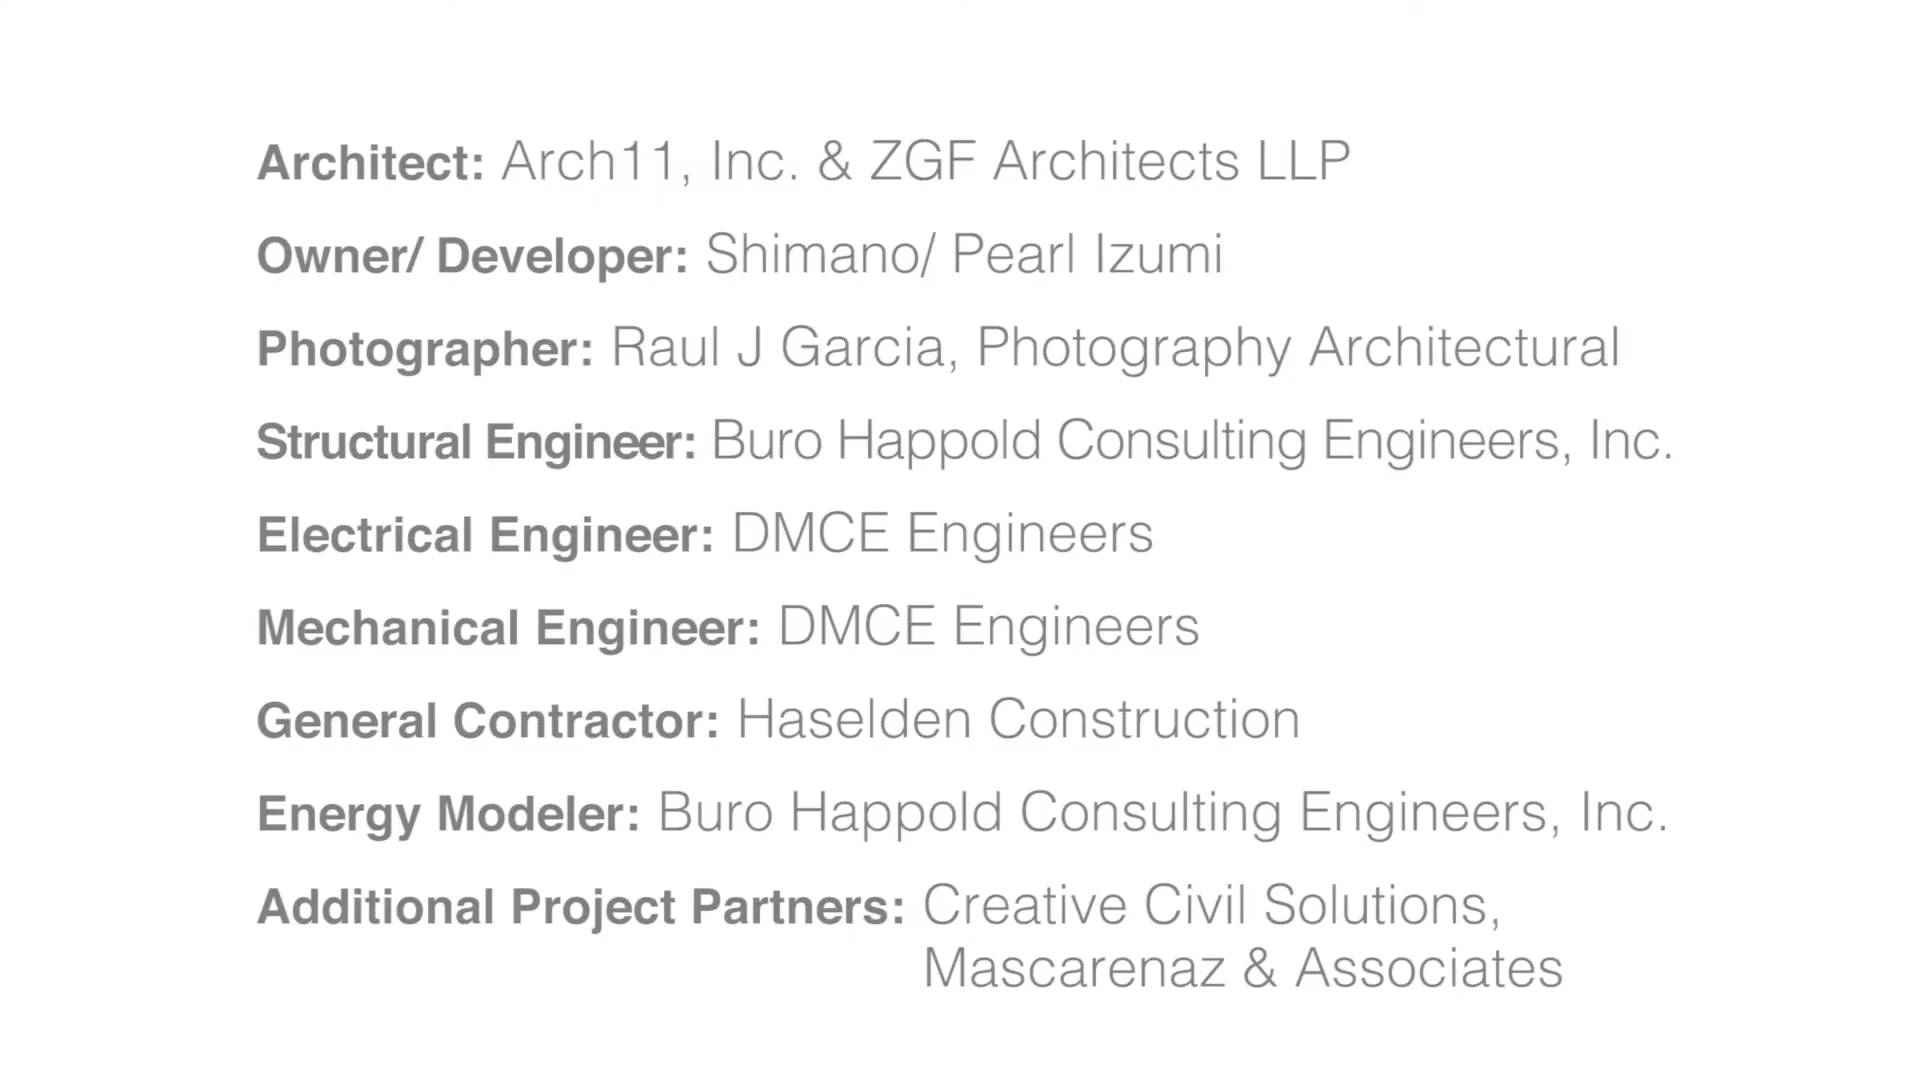 Architect: Arch11, Inc. & ZGF Architects LLP
Owner/ Developer: Shimano/ Pearl Izumi
Photographer: Raul J Garcia, Photography Architectural
Structural Engineer: Buro Happold Consulting Engineers, Inc.
Electrical Engineer: DMCE Engineers
Mechanical Engineer: DMCE Engineers
General Contractor: Haselden Construction
Energy Modeler: Buro Happold Consulting Engineers, Inc.
Additional Project Partners: Creative Civil Solutions,
Mascarenaz & Associates